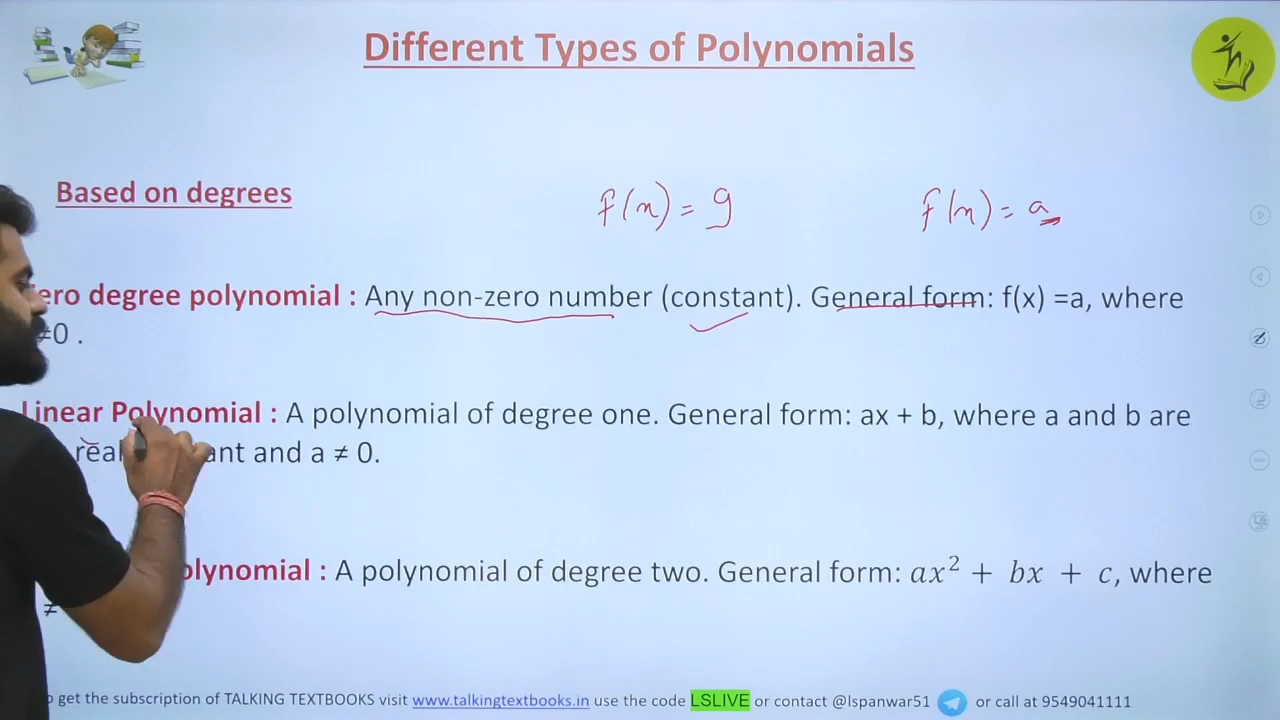 Different Types of Polynomials
Based on degrees
f(x) = 9
f(x) = a
ero degree polynomial : Any non-zero number (constant). General form: f(x) =a, where
≠0 .
Linear Polynomial : A polynomial of degree one. General form: ax + b, where a and b are
real ant and a ≠ 0.
olynomial : A polynomial of degree two. General form: 𝑎𝑥² + 𝑏𝑥 + 𝑐, where
≠
o get the subscription of TALKING TEXTBOOKS visit www.talkingtextbooks.in use the code LSLIVE or contact @lspanwar51 or call at 9549041111